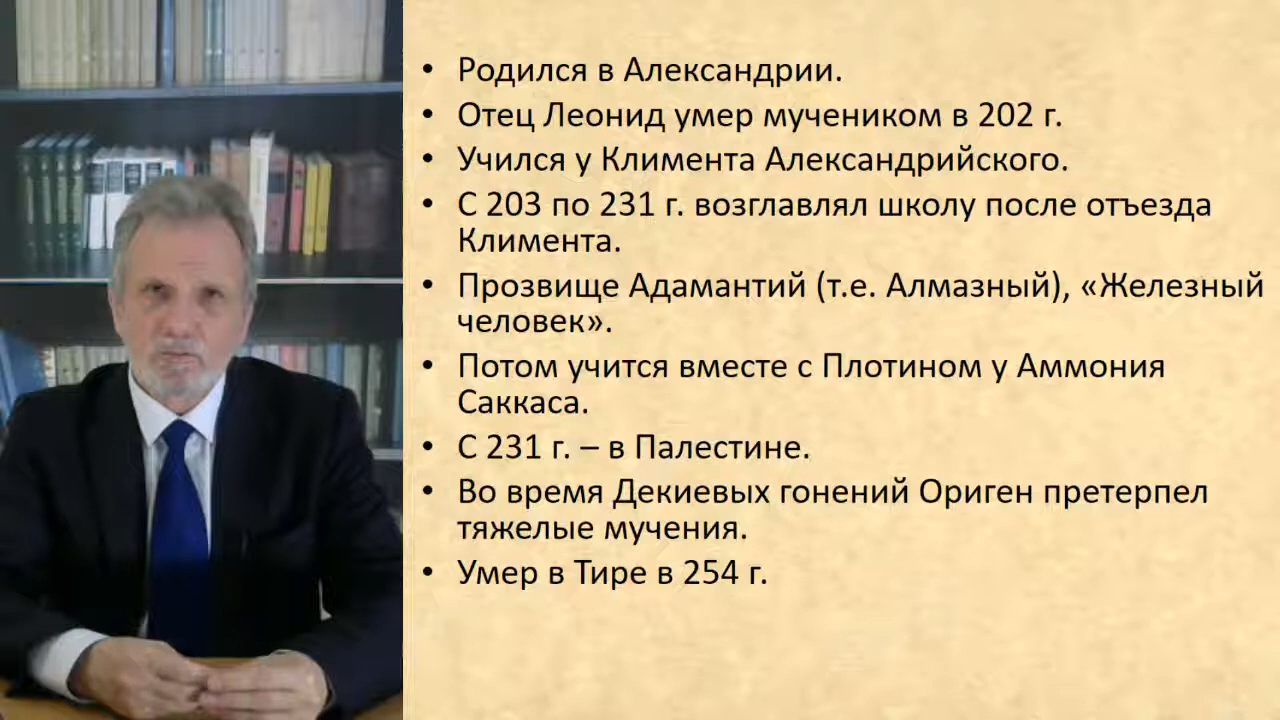 • Родился в Александрии.
• Отец Леонид умер мучеником в 202 г.
• Учился у Климента Александрийского.
• С 203 по 231 г. возглавлял школу после отъезда
Климента.
• Прозвище Адамантий (т.е. Алмазный), «Железный
человек».
• Потом учится вместе с Плотином у Аммония
Саккаса.
• С 231 г. – в Палестине.
• Во время Декиевых гонений Ориген претерпел
тяжелые мучения.
• Умер в Тире в 254 г.